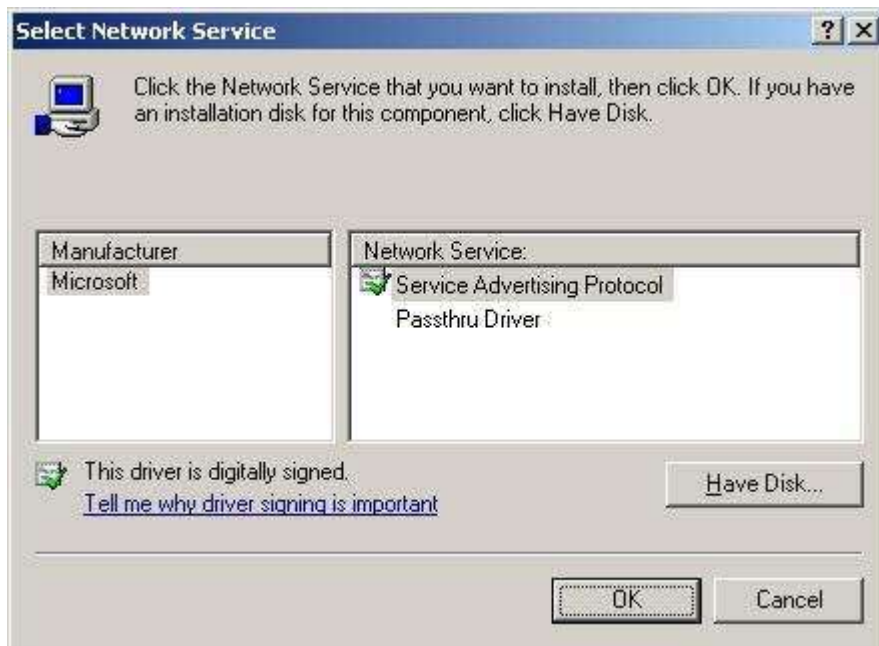 Select Network Service
Click the Network Service that you want to install, then click OK. If you have
an installation disk for this component, click Have Disk.
Manufacturer
Microsoft
Network Service:
Service Advertising Protocol
Passthru Driver
This driver is digitally signed.
Tell me why driver signing is important
Have Disk...
OK
Cancel